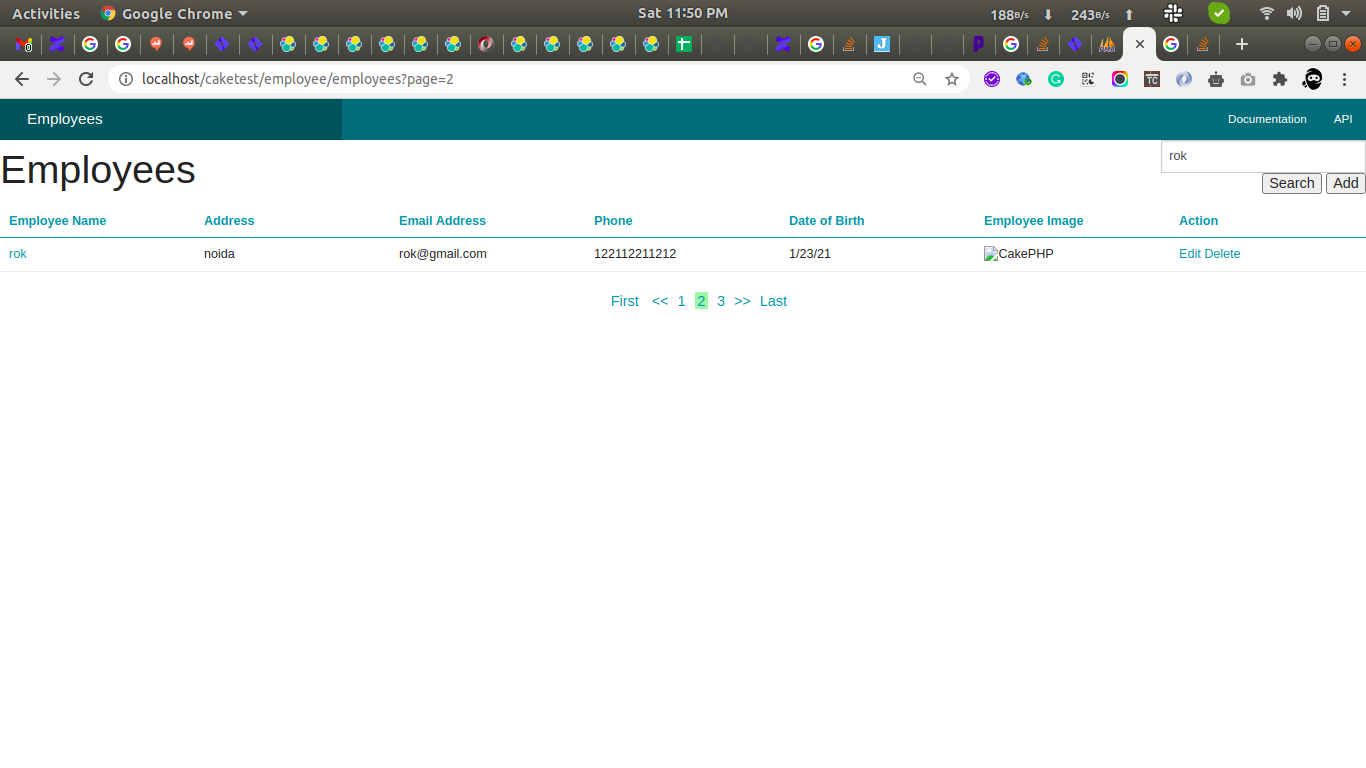 Activities Google Chrome Sat 11:50 PM 188B/s 243B/s
localhost/caketest/employee/employees?page=2
Employees Documentation API
Employees
rok
Search Add
Employee Name Address Email Address Phone Date of Birth Employee Image Action
rok noida rok@gmail.com 122112211212 1/23/21 CakePHP Edit Delete
First << 1 2 3 >> Last